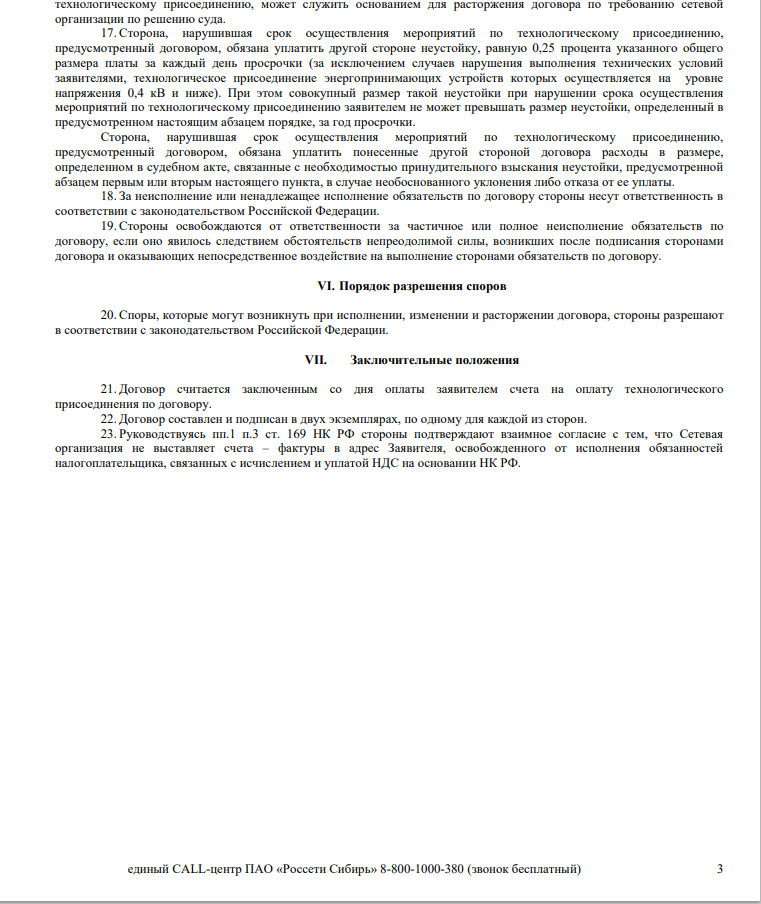 технологическому присоединению, может служить основанием для расторжения договора по требованию сетевой
организации по решению суда.
17. Сторона, нарушившая срок осуществления мероприятий по технологическому присоединению,
предусмотренный договором, обязана уплатить другой стороне неустойку, равную 0,25 процента указанного общего
размера платы за каждый день просрочки (за исключением случаев нарушения выполнения технических условий
заявителями, технологическое присоединение энергопринимающих устройств которых осуществляется на уровне
напряжения 0,4 кВ и ниже). При этом совокупный размер такой неустойки при нарушении срока осуществления
мероприятий по технологическому присоединению заявителем не может превышать размер неустойки, определенный в
предусмотренном настоящим абзацем порядке, за год просрочки.
Сторона, нарушившая срок осуществления мероприятий по технологическому присоединению,
предусмотренный договором, обязана уплатить понесенные другой стороной договора расходы в размере,
определенном в судебном акте, связанные с необходимостью принудительного взыскания неустойки, предусмотренной
абзацем первым или вторым настоящего пункта, в случае необоснованного уклонения либо отказа от ее уплаты.
18. За неисполнение или ненадлежащее исполнение обязательств по договору стороны несут ответственность в
соответствии с законодательством Российской Федерации.
19. Стороны освобождаются от ответственности за частичное или полное неисполнение обязательств по
договору, если оно явилось следствием обстоятельств непреодолимой силы, возникших после подписания сторонами
договора и оказывающих непосредственное воздействие на выполнение сторонами обязательств по договору.
VI. Порядок разрешения споров
20. Споры, которые могут возникнуть при исполнении, изменении и расторжении договора, стороны разрешают
в соответствии с законодательством Российской Федерации.
VII. Заключительные положения
21. Договор считается заключенным со дня оплаты заявителем счета на оплату технологического
присоединения по договору.
22. Договор составлен и подписан в двух экземплярах, по одному для каждой из сторон.
23. Руководствуясь пп.1 п.3 ст. 169 НК РФ стороны подтверждают взаимное согласие с тем, что Сетевая
организация не выставляет счета – фактуры в адрес Заявителя, освобожденного от исполнения обязанностей
налогоплательщика, связанных с исчислением и уплатой НДС на основании НК РФ.
единый CALL-центр ПАО «Россети Сибирь» 8-800-1000-380 (звонок бесплатный) 3